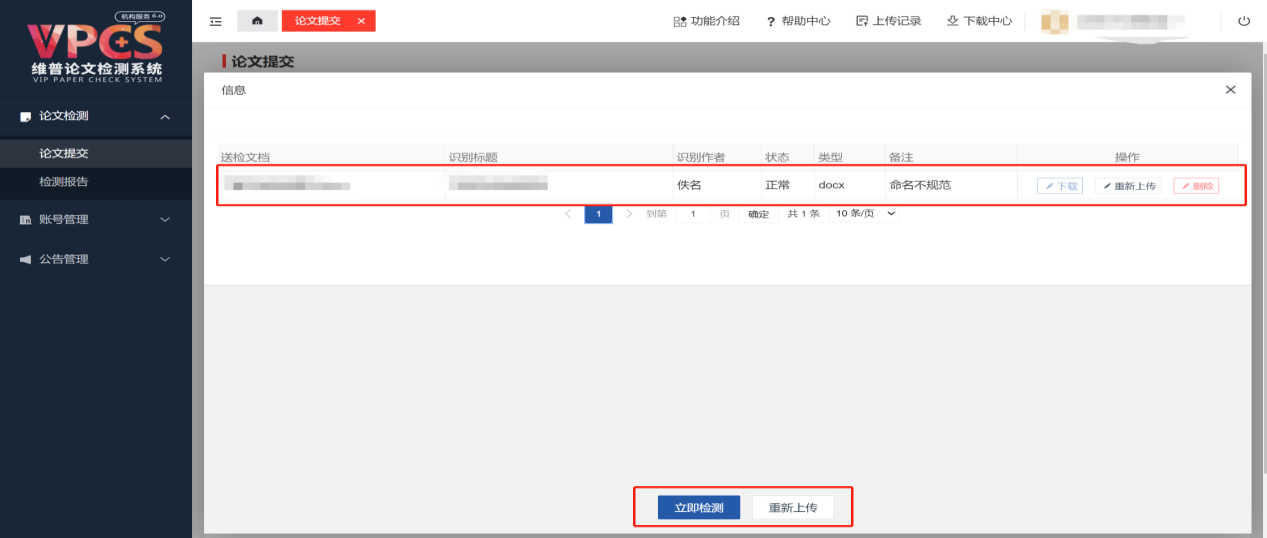 机构服务 6.0
VPCS
维普论文检测系统
VIP PAPER CHECK SYSTEM
论文提交
功能介绍
? 帮助中心
上传记录
下载中心
论文检测
论文提交
检测报告
账号管理
公告管理
论文提交
信息
送检文档 识别标题 识别作者 状态 类型 备注 操作
佚名 正常 docx 命名不规范 下载 重新上传 删除
1 到第 1 页 确定 共 1 条 10 条/页
立即检测 重新上传